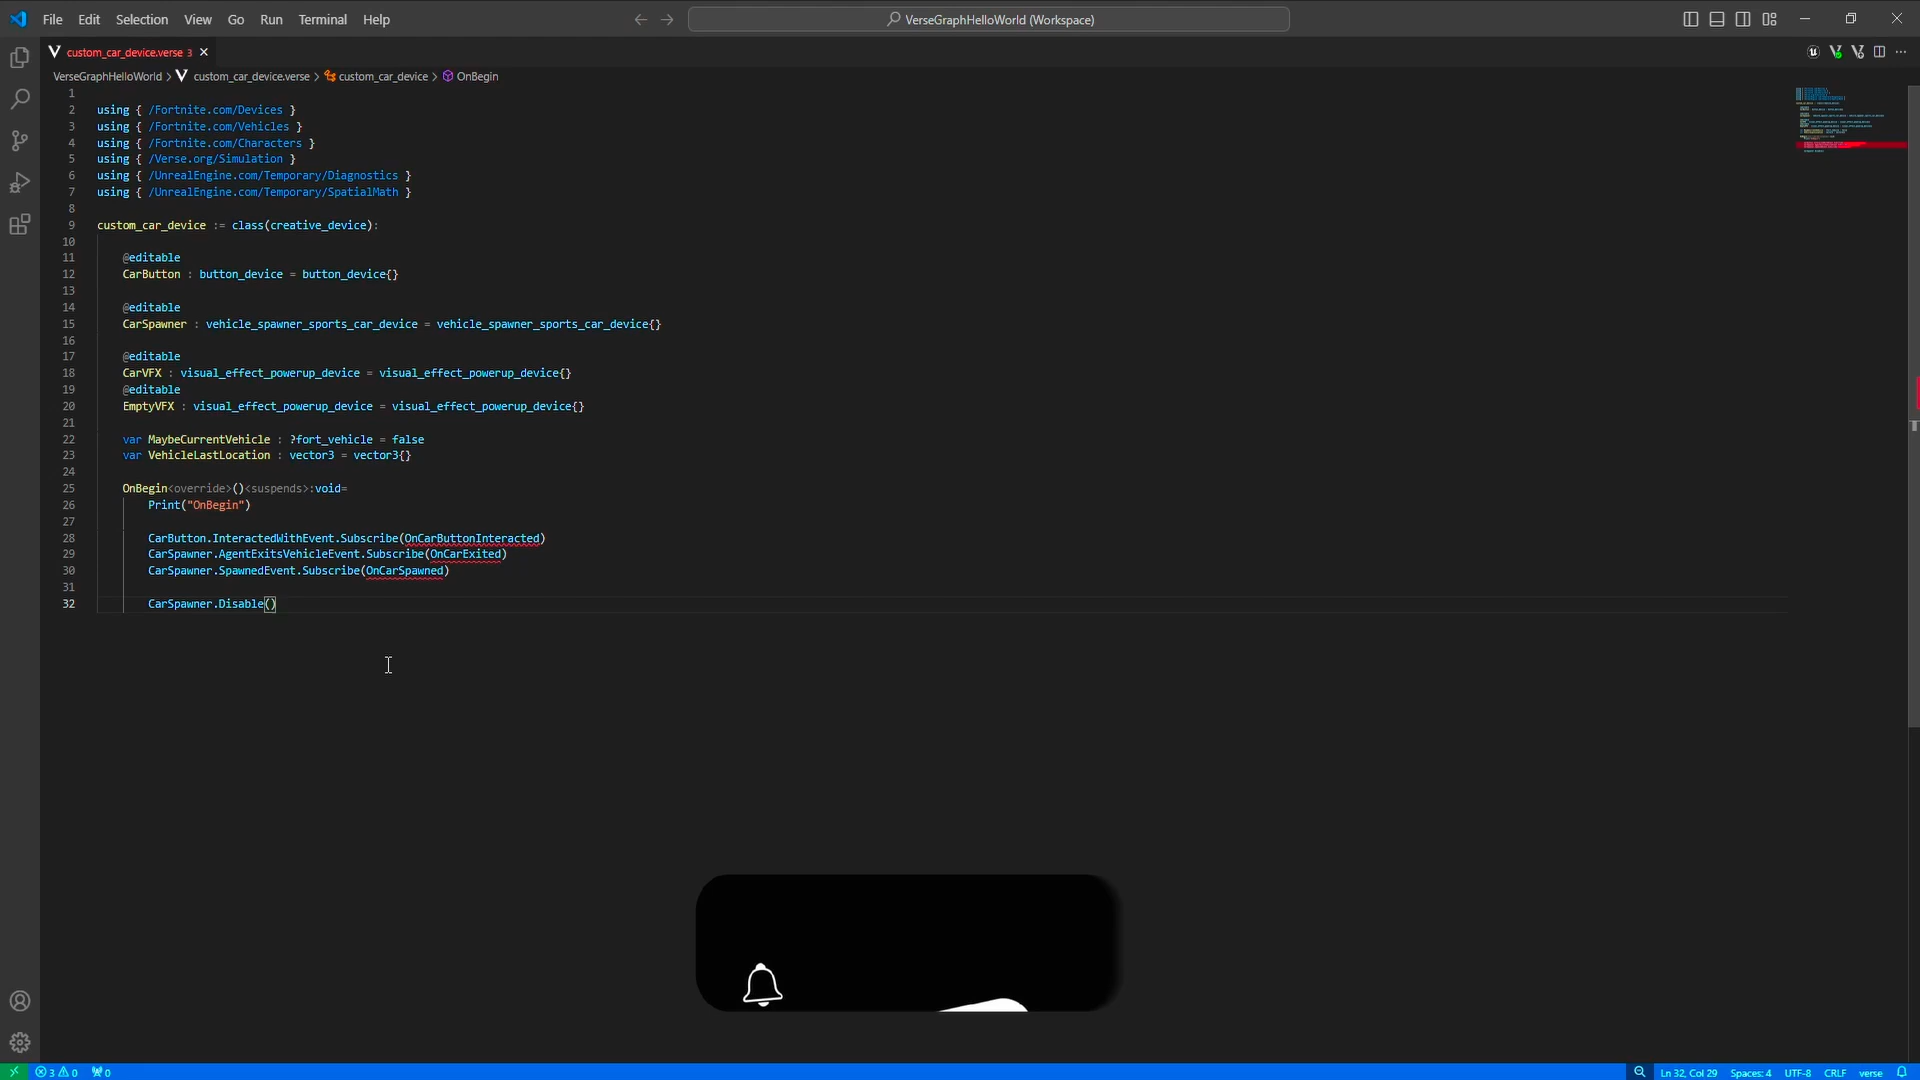 File Edit Selection View Go Run Terminal Help
VerseGraphHelloWorld (Workspace)
custom_car_device.verse 3
VerseGraphHelloWorld > custom_car_device.verse > custom_car_device > OnBegin
1
2 using { /Fortnite.com/Devices }
3 using { /Fortnite.com/Vehicles }
4 using { /Fortnite.com/Characters }
5 using { /Verse.org/Simulation }
6 using { /UnrealEngine.com/Temporary/Diagnostics }
7 using { /UnrealEngine.com/Temporary/SpatialMath }
8
9 custom_car_device := class(creative_device):
10
11 @editable
12 CarButton : button_device = button_device{}
13
14 @editable
15 CarSpawner : vehicle_spawner_sports_car_device = vehicle_spawner_sports_car_device{}
16
17 @editable
18 CarVFX : visual_effect_powerup_device = visual_effect_powerup_device{}
19 @editable
20 EmptyVFX : visual_effect_powerup_device = visual_effect_powerup_device{}
21
22 var MaybeCurrentVehicle : ?fort_vehicle = false
23 var VehicleLastLocation : vector3 = vector3{}
24
25 OnBegin<override>()<suspends>:void=
26 Print("OnBegin")
27
28 CarButton.InteractedWithEvent.Subscribe(OnCarButtonInteracted)
29 CarSpawner.AgentExitsVehicleEvent.Subscribe(OnCarExited)
30 CarSpawner.SpawnedEvent.Subscribe(OnCarSpawned)
31
32 CarSpawner.Disable()
3 0 0 Ln 32, Col 29 Spaces: 4 UTF-8 CRLF verse